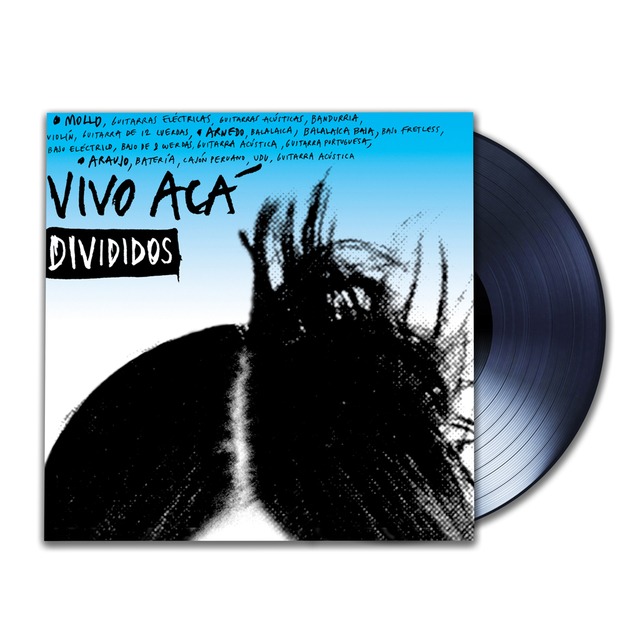 • MOLLO, GUITARRAS ELÉCTRICAS, GUITARRAS ACÚSTICAS, BANDURRIA,
VIOLÍN, GUITARRA DE 12 CUERDAS, • ARNEDO, BALALAICA, BALALAICA BAJA, BAJO FRETLESS,
BAJO ELÉCTRICO, BAJO DE 8 CUERDAS, GUITARRA ACÚSTICA, GUITARRA PORTUGUESA,
• ARAUJO, BATERÍA, CAJÓN PERUANO, UDU, GUITARRA ACÚSTICA
VIVO ACÁ
DIVIDIDOS